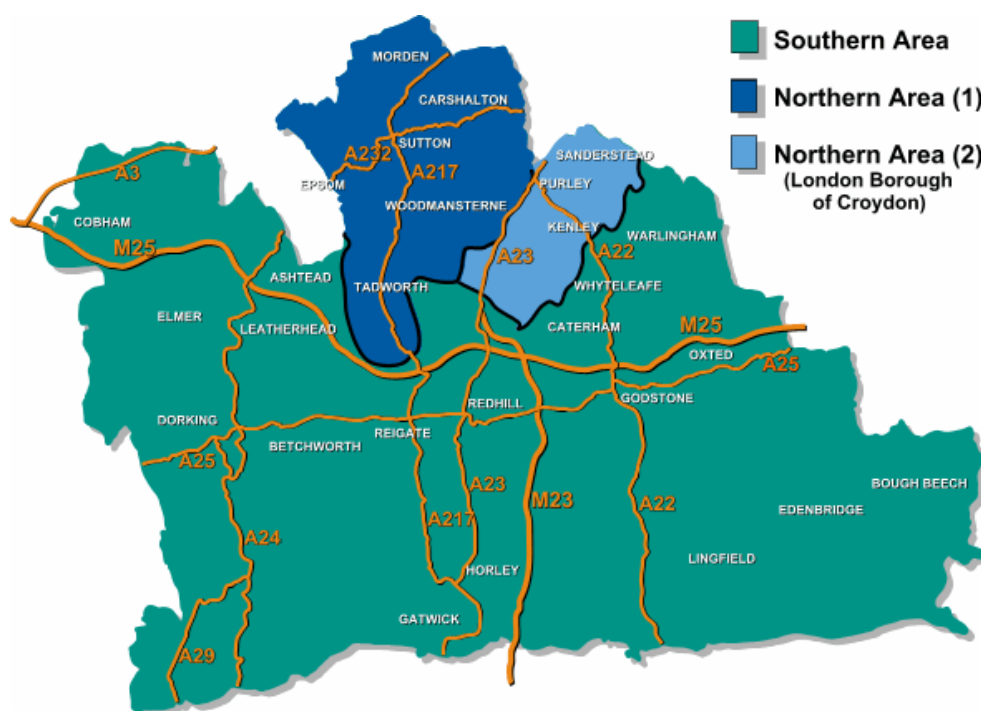 Southern Area
Northern Area (1)
Northern Area (2)
(London Borough
of Croydon)
MORDEN
CARSHALTON
SUTTON
A232
EPSOM
A217
WOODMANSTERNE
SANDERSTEAD
PURLEY
KENLEY
A3
COBHAM
M25
A23
A22
WARLINGHAM
ASHTEAD
TADWORTH
WHYTELEAFE
ELMER
LEATHERHEAD
CATERHAM
M25
OXTED
A25
GODSTONE
REDHILL
DORKING
REIGATE
BETCHWORTH
A25
A23
M23
A22
A217
A24
BOUGH BEECH
EDENBRIDGE
LINGFIELD
HORLEY
GATWICK
A29